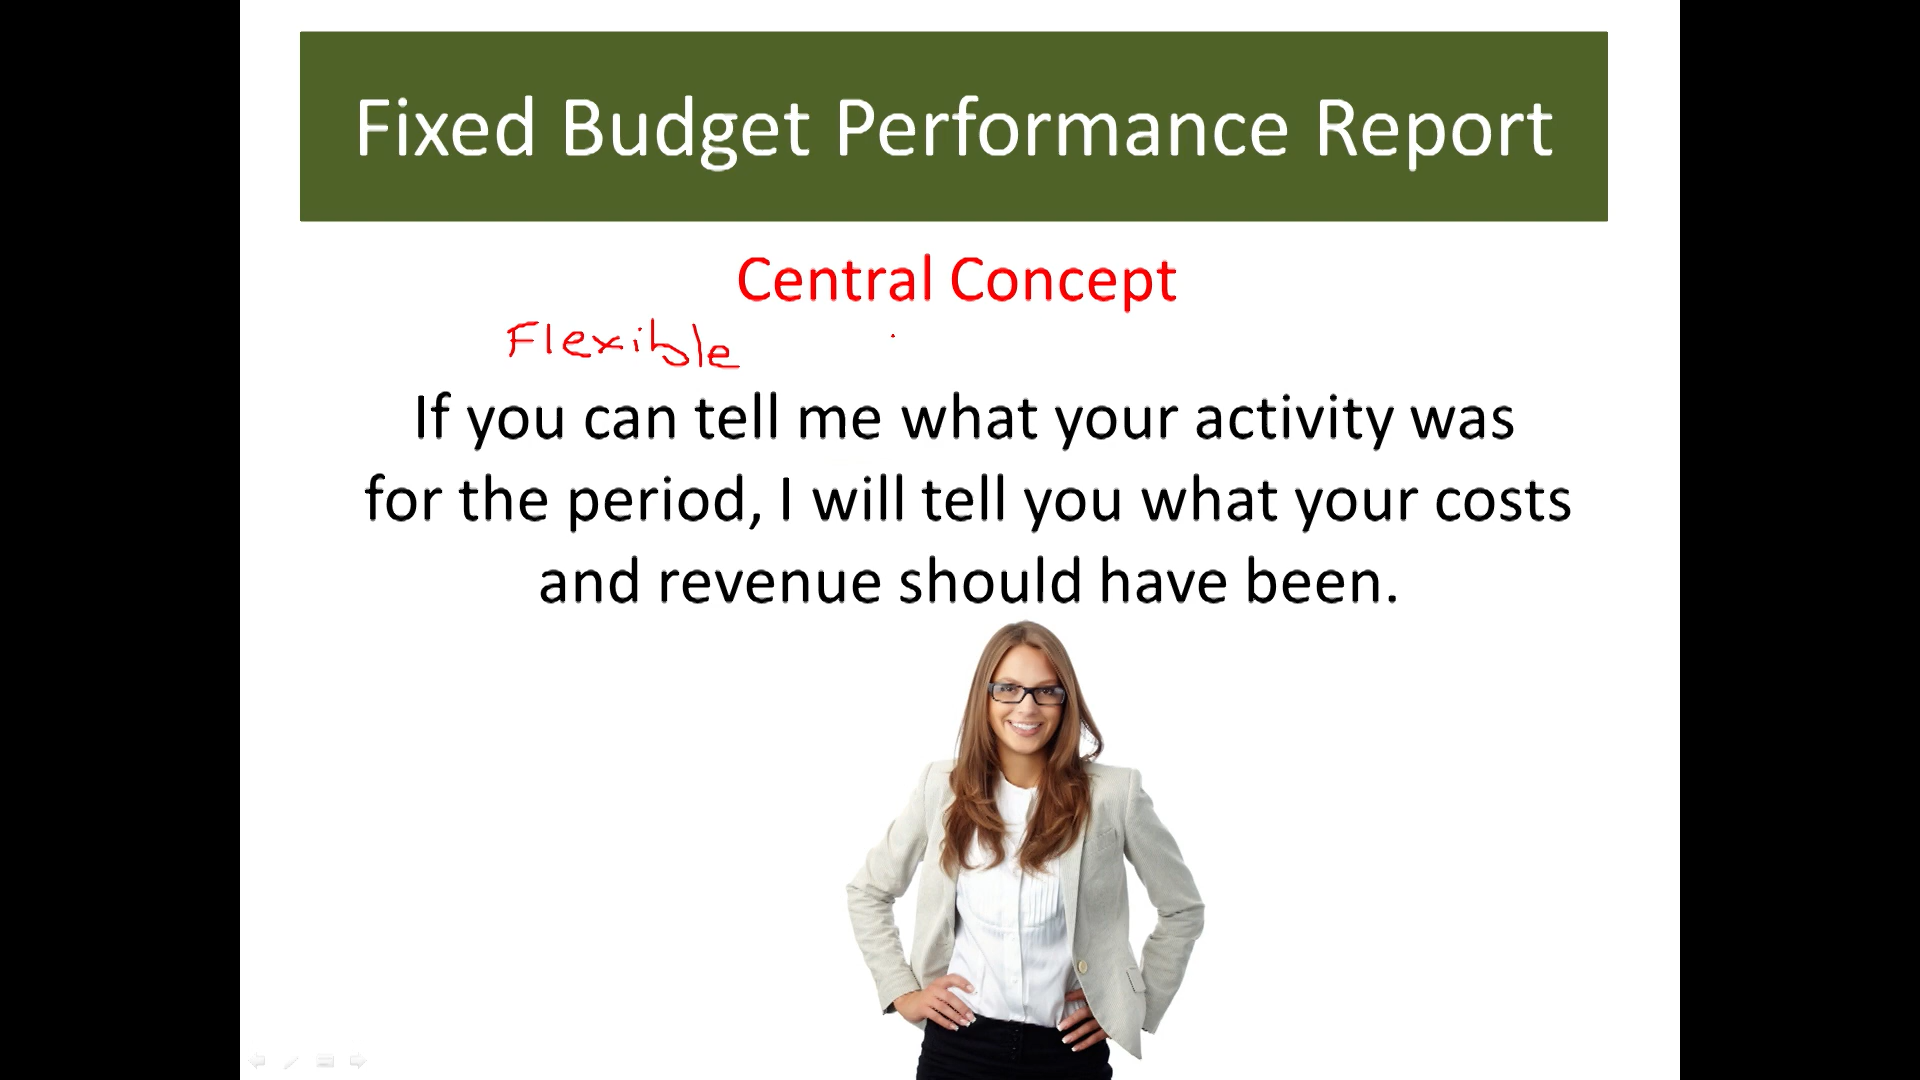 Fixed Budget Performance Report
Central Concept
Flexible
If you can tell me what your activity was
for the period, I will tell you what your costs
and revenue should have been.